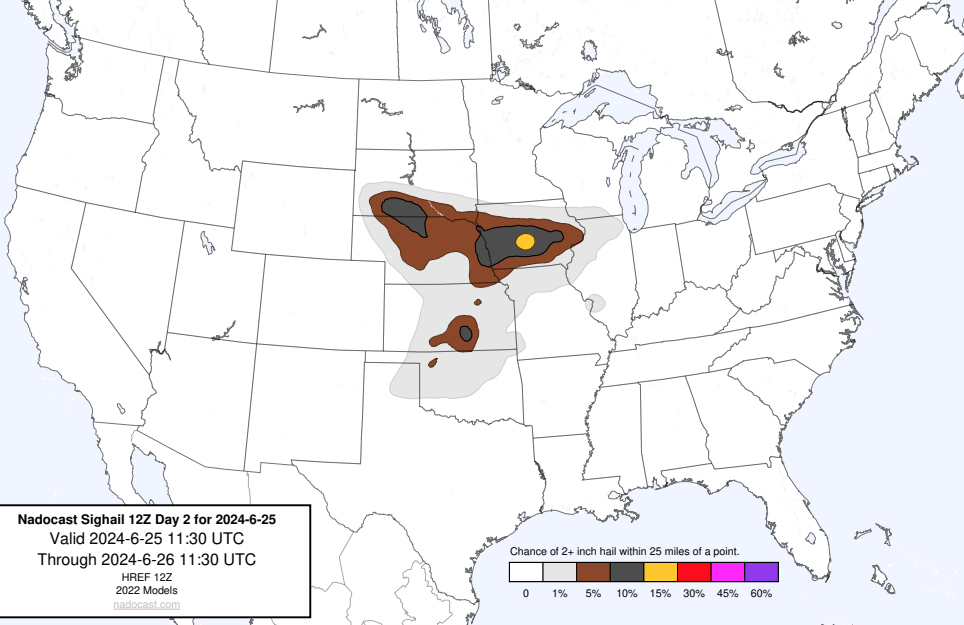 Nadocast Sighail 12Z Day 2 for 2024-6-25
Valid 2024-6-25 11:30 UTC
Through 2024-6-26 11:30 UTC
HREF 12Z
2022 Models
nadocast.com
Chance of 2+ inch hail within 25 miles of a point.
0 1% 5% 10% 15% 30% 45% 60%